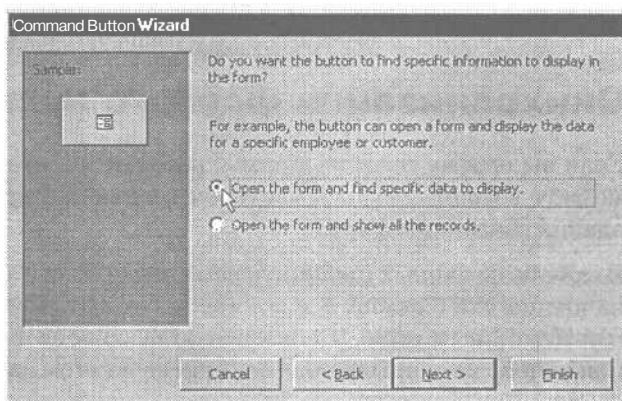 Command Button Wizard
Sample:
Do you want the button to find specific information to display in
the form?
For example, the button can open a form and display the data
for a specific employee or customer.
Open the form and find specific data to display.
Open the form and show all the records.
Cancel
< Back
Next >
Finish